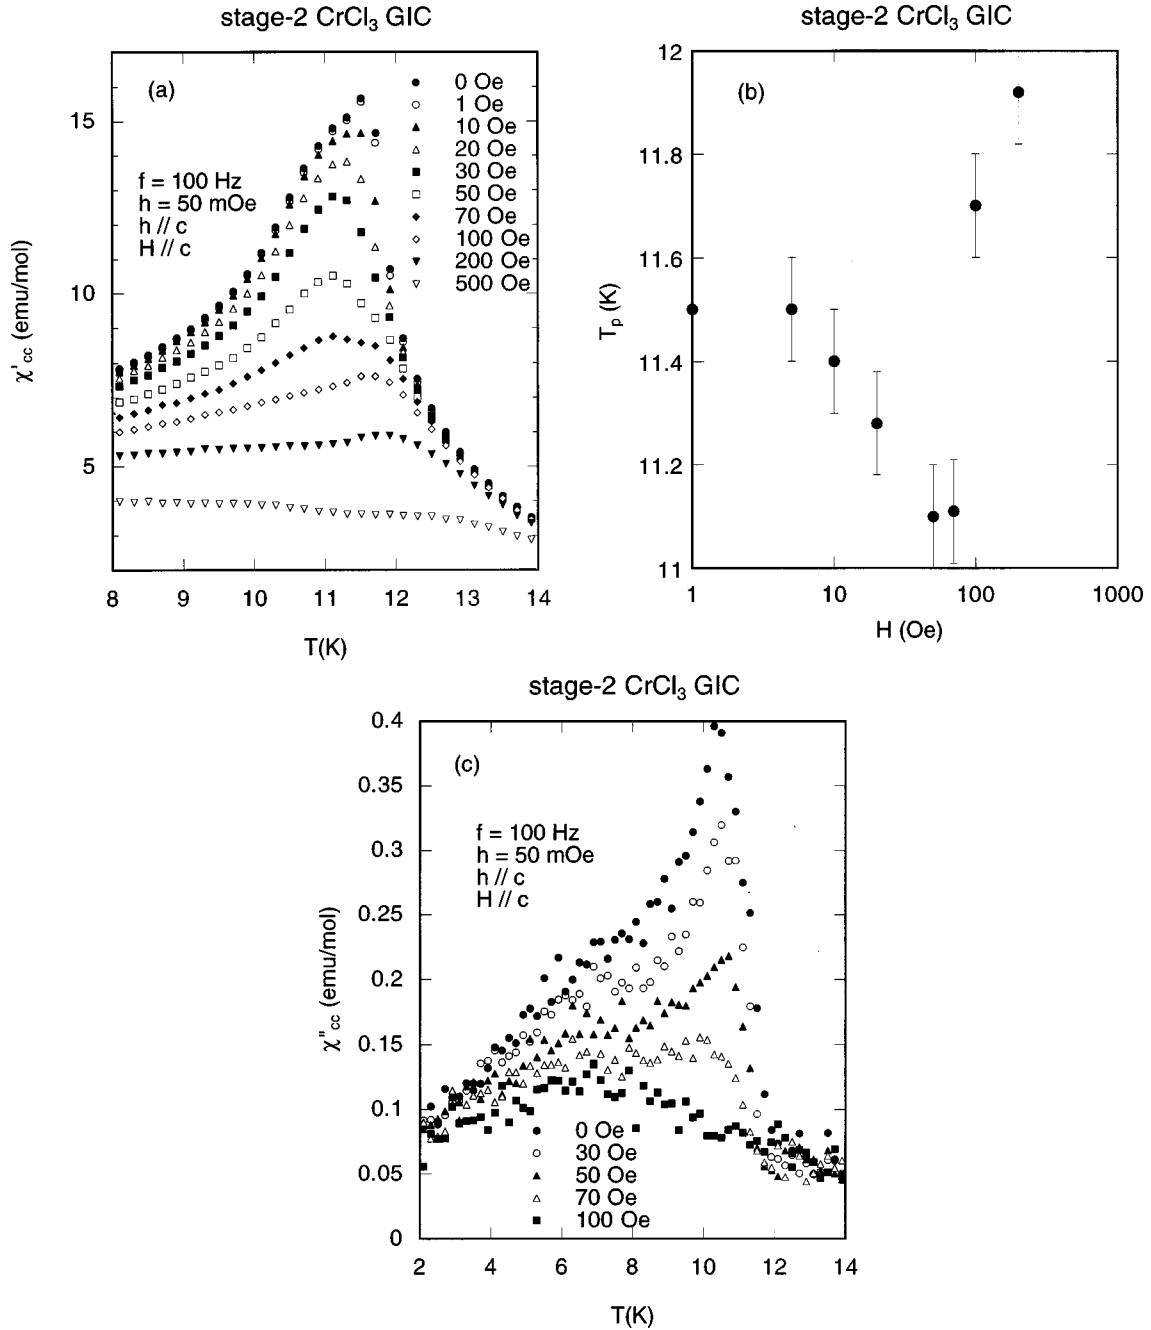 stage-2 CrCl₃ GIC
(a)
0 Oe
1 Oe
10 Oe
20 Oe
30 Oe
50 Oe
70 Oe
100 Oe
200 Oe
500 Oe
f = 100 Hz
h = 50 mOe
h // c
H // c
15
10
5
χ'cc (emu/mol)
8 9 10 11 12 13 14
T(K)
stage-2 CrCl₃ GIC
(b)
12
11.8
11.6
11.4
11.2
11
Tp (K)
1 10 100 1000
H (Oe)
stage-2 CrCl₃ GIC
(c)
0.4
0.35
0.3
0.25
0.2
0.15
0.1
0.05
0
f = 100 Hz
h = 50 mOe
h // c
H // c
χ"cc (emu/mol)
0 Oe
30 Oe
50 Oe
70 Oe
100 Oe
2 4 6 8 10 12 14
T(K)